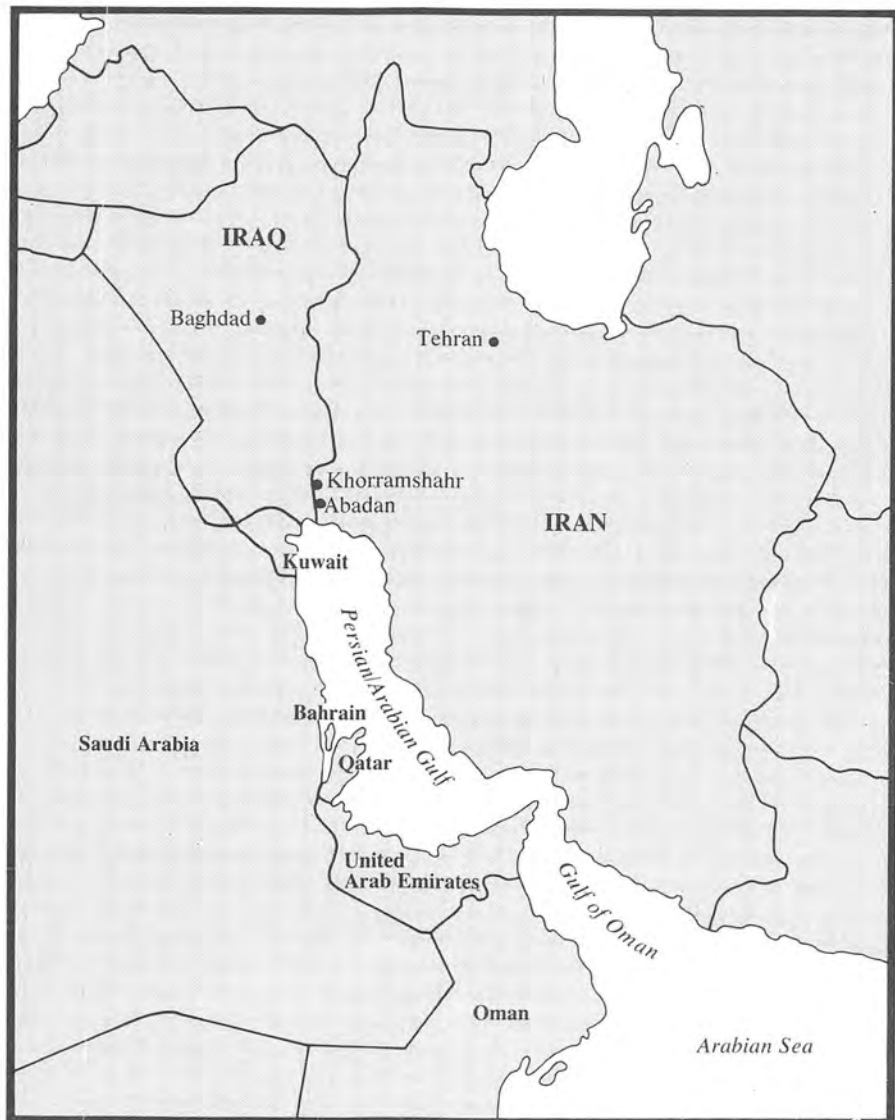 IRAQ
Baghdad
Tehran
Khorramshahr
Abadan
IRAN
Kuwait
Persian/Arabian Gulf
Bahrain
Saudi Arabia
Qatar
United
Arab Emirates
Gulf of Oman
Oman
Arabian Sea